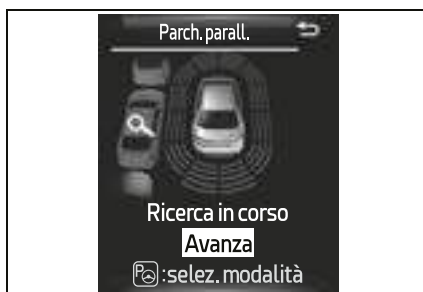 Parch. parall.
Ricerca in corso
Avanza
:selez. modalità